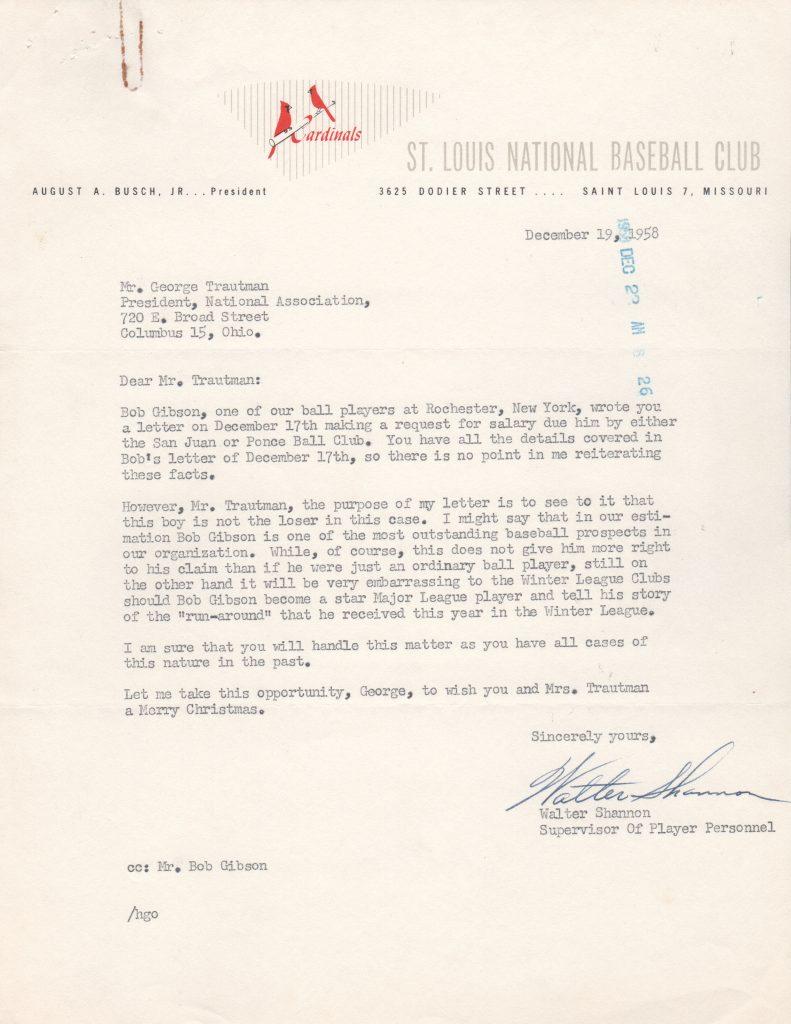 Cardinals
ST. LOUIS NATIONAL BASEBALL CLUB
AUGUST A. BUSCH, JR... President
3625 DODIER STREET .... SAINT LOUIS 7, MISSOURI
December 19, 1958
Mr. George Trautman
President, National Association,
720 E. Broad Street
Columbus 15, Ohio.
Dear Mr. Trautman:
Bob Gibson, one of our ball players at Rochester, New York, wrote you
a letter on December 17th making a request for salary due him by either
the San Juan or Ponce Ball Club. You have all the details covered in
Bob's letter of December 17th, so there is no point in me reiterating
these facts.
However, Mr. Trautman, the purpose of my letter is to see to it that
this boy is not the loser in this case. I might say that in our esti-
mation Bob Gibson is one of the most outstanding baseball prospects in
our organization. While, of course, this does not give him more right
to his claim than if he were just an ordinary ball player, still on
the other hand it will be very embarrassing to the Winter League Clubs
should Bob Gibson become a star Major League player and tell his story
of the "run-around" that he received this year in the Winter League.
I am sure that you will handle this matter as you have all cases of
this nature in the past.
Let me take this opportunity, George, to wish you and Mrs. Trautman
a Merry Christmas.
Sincerely yours,
Walter Shannon
Walter Shannon
Supervisor Of Player Personnel
cc: Mr. Bob Gibson
/hgo
DEC 22 AM 8 26